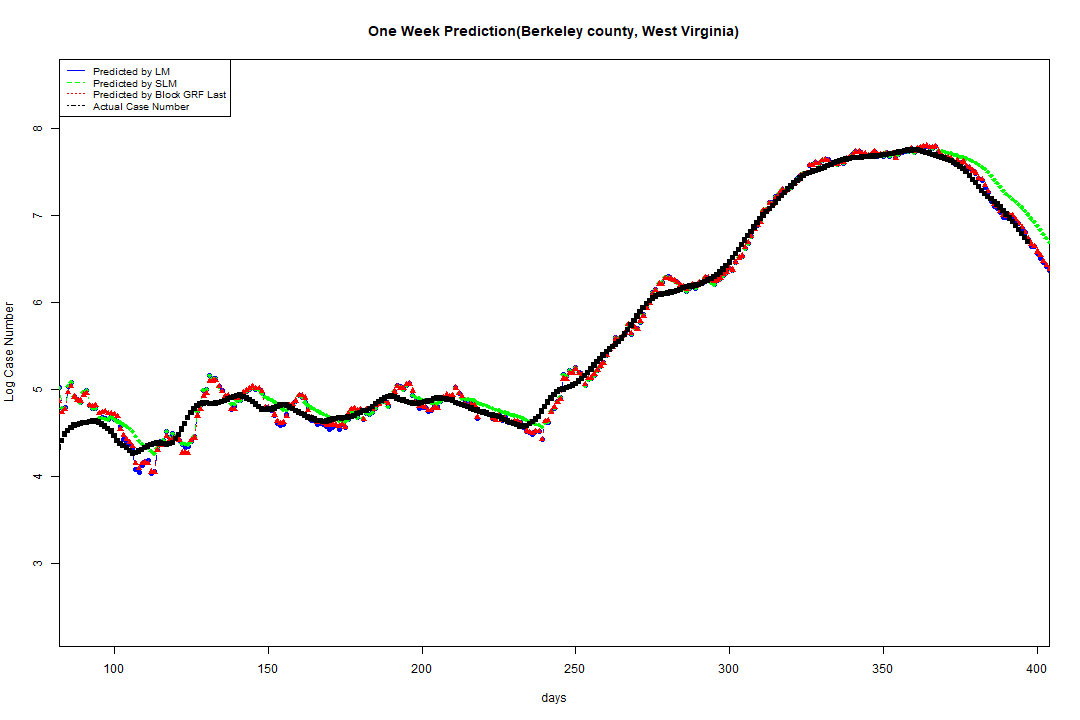 One Week Prediction(Berkeley county, West Virginia)
Predicted by LM
Predicted by SLM
Predicted by Block GRF Last
Actual Case Number
8
7
6
5
4
3
Log Case Number
100 150 200 250 300 350 400
days